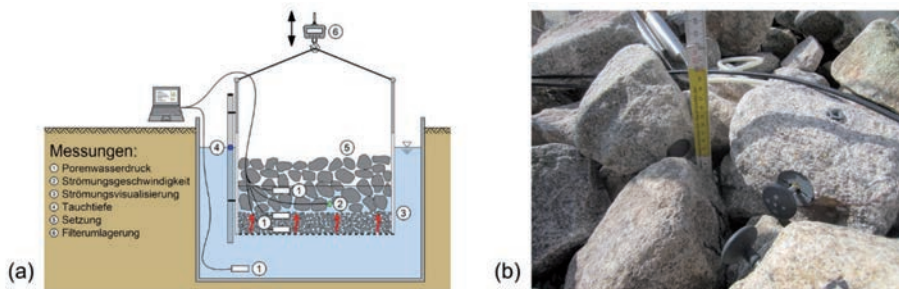 Messungen:
1 Porenwasserdruck
2 Strömungsgeschwindigkeit
3 Strömungsvisualisierung
4 Tauchtiefe
5 Setzung
6 Filterumlagerung
6
5
4
1
2
3
1
1
(a)
(b)